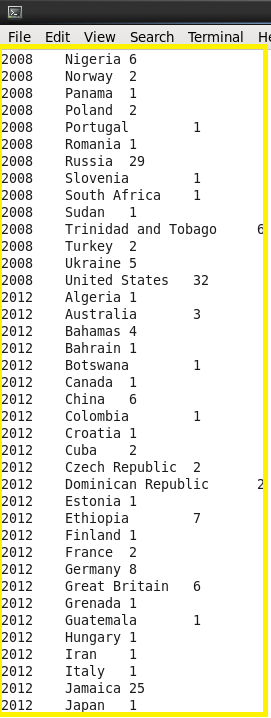 File Edit View Search Terminal He
2008 Nigeria 6
2008 Norway 2
2008 Panama 1
2008 Poland 2
2008 Portugal 1
2008 Romania 1
2008 Russia 29
2008 Slovenia 1
2008 South Africa 1
2008 Sudan 1
2008 Trinidad and Tobago 6
2008 Turkey 2
2008 Ukraine 5
2008 United States 32
2012 Algeria 1
2012 Australia 3
2012 Bahamas 4
2012 Bahrain 1
2012 Botswana 1
2012 Canada 1
2012 China 6
2012 Colombia 1
2012 Croatia 1
2012 Cuba 2
2012 Czech Republic 2
2012 Dominican Republic 2
2012 Estonia 1
2012 Ethiopia 7
2012 Finland 1
2012 France 2
2012 Germany 8
2012 Great Britain 6
2012 Grenada 1
2012 Guatemala 1
2012 Hungary 1
2012 Iran 1
2012 Italy 1
2012 Jamaica 25
2012 Japan 1